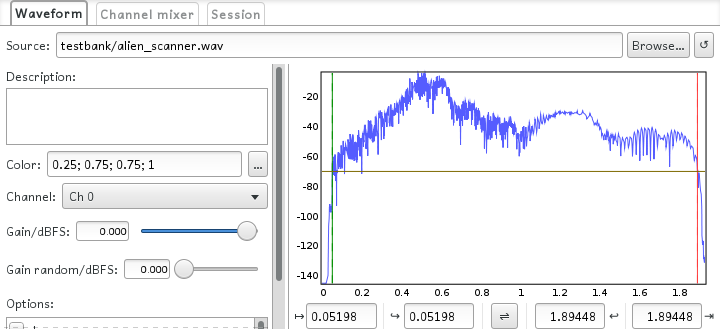 Waveform Channel mixer Session
Source: testbank/alien_scanner.wav Browse... ↺
Description:
Color: 0.25; 0.75; 0.75; 1 ...
Channel: Ch 0
Gain/dBFS: 0.000
Gain random/dBFS: 0.000
Options:
-20
-40
-60
-80
-100
-120
-140
0 0.2 0.4 0.6 0.8 1 1.2 1.4 1.6 1.8
↦ 0.05198 ↪ 0.05198 ⇌ 1.89448 ↩ 1.89448 ⇥